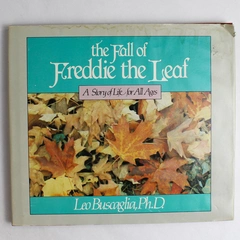 the Fall of
Freddie the Leaf
A Story of Life for All Ages
Leo Buscaglia, Ph.D.